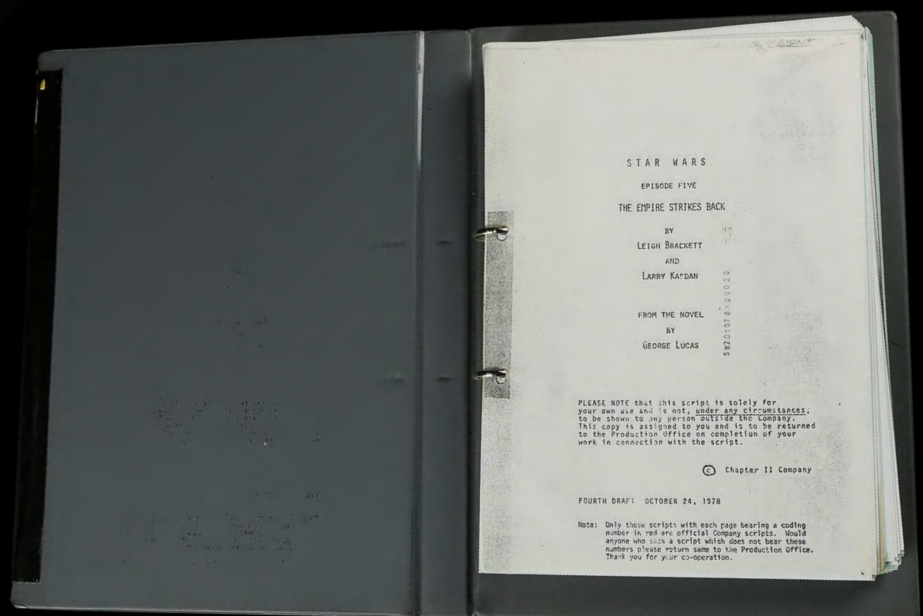 STAR WARS
EPISODE FIVE
THE EMPIRE STRIKES BACK
BY
LEIGH BRACKETT
AND
LARRY KASDAN
FROM THE NOVEL
BY
GEORGE LUCAS
PLEASE NOTE that this script is solely for
your own use and is not, under any circumstances,
to be shown to any person outside the Company.
This copy is assigned to you and is to be returned
to the Production Office on completion of your
work in connection with the script.
© Chapter II Company
FOURTH DRAFT OCTOBER 24, 1978
Note: Only those scripts with each page bearing a coding
number in red are official Company scripts. Would
anyone who sees a script which does not bear these
numbers please return same to the Production Office.
Thank you for your co-operation.